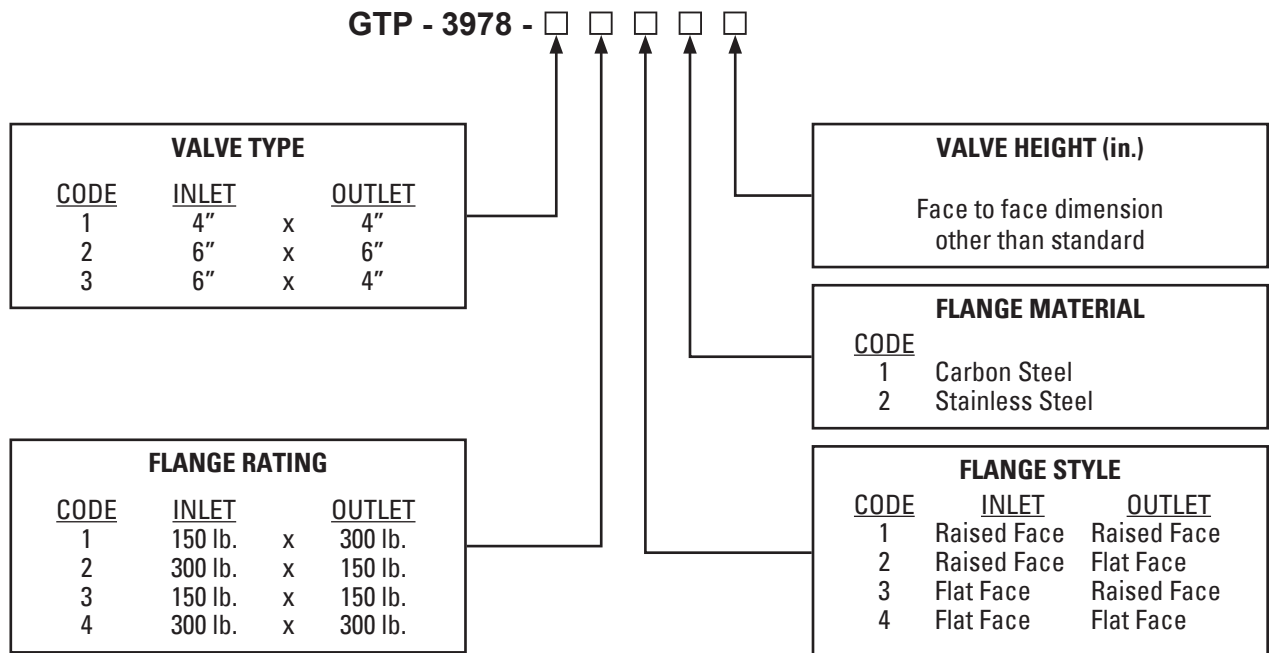 GTP - 3978 - □ □ □ □ □
VALVE TYPE
CODE INLET OUTLET
1 4″ x 4″
2 6″ x 6″
3 6″ x 4″
FLANGE RATING
CODE INLET OUTLET
1 150 lb. x 300 lb.
2 300 lb. x 150 lb.
3 150 lb. x 150 lb.
4 300 lb. x 300 lb.
VALVE HEIGHT (in.)
Face to face dimension
other than standard
FLANGE MATERIAL
CODE
1 Carbon Steel
2 Stainless Steel
FLANGE STYLE
CODE INLET OUTLET
1 Raised Face Raised Face
2 Raised Face Flat Face
3 Flat Face Raised Face
4 Flat Face Flat Face